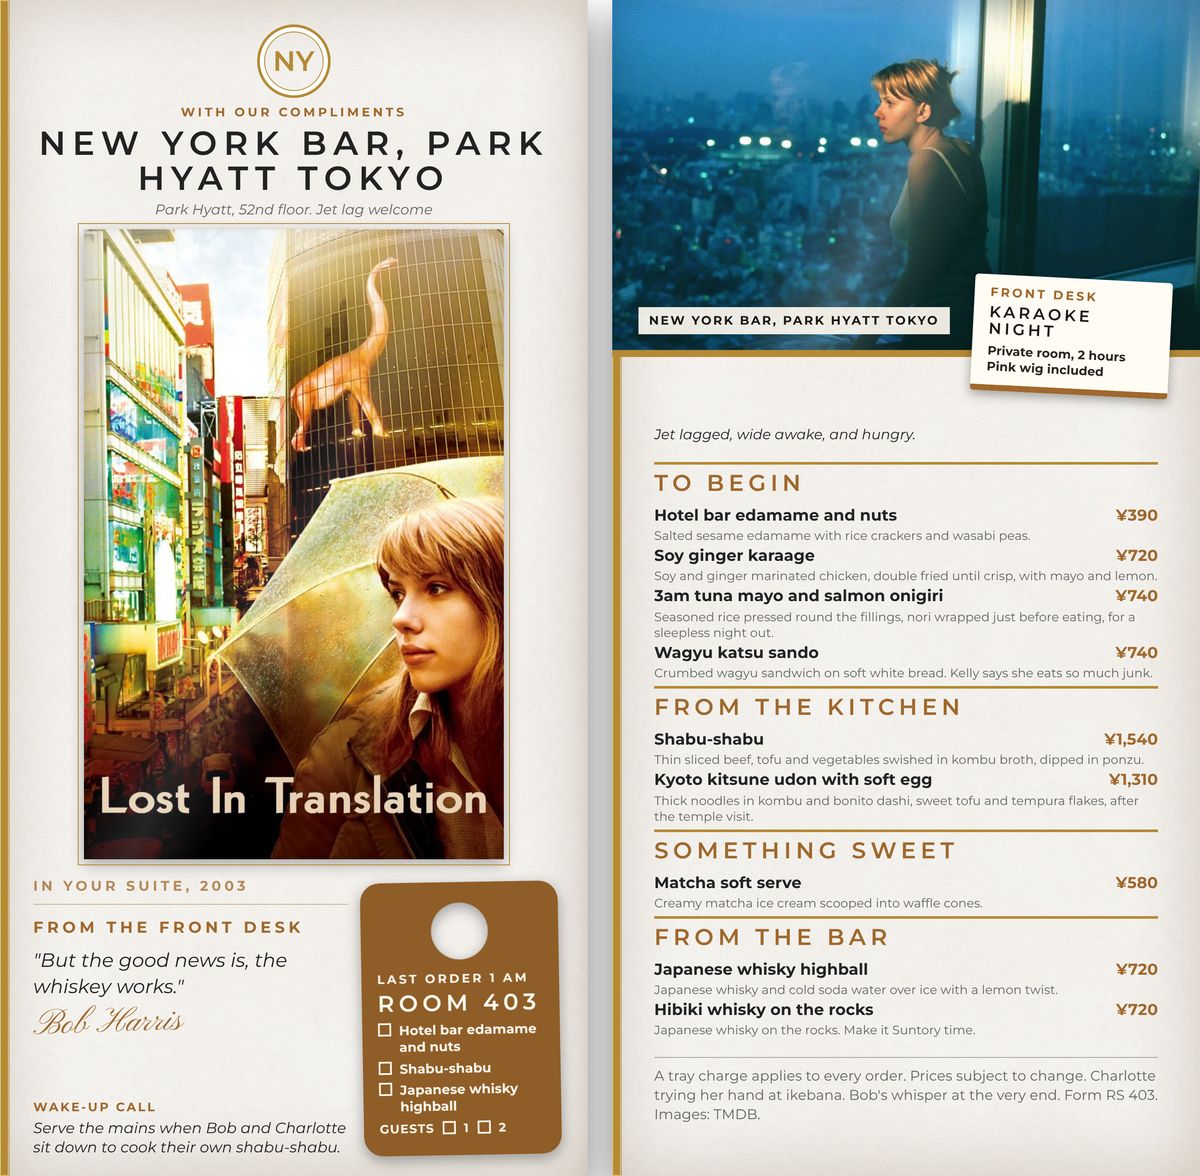 NY
WITH OUR COMPLIMENTS
NEW YORK BAR, PARK
HYATT TOKYO
Park Hyatt, 52nd floor. Jet lag welcome
Lost In Translation
IN YOUR SUITE, 2003
FROM THE FRONT DESK
"But the good news is, the
whiskey works."
Bob Harris
WAKE-UP CALL
Serve the mains when Bob and Charlotte
sit down to cook their own shabu-shabu.
LAST ORDER 1 AM
ROOM 403
Hotel bar edamame
and nuts
Shabu-shabu
Japanese whisky
highball
GUESTS 1 2
NEW YORK BAR, PARK HYATT TOKYO
FRONT DESK
KARAOKE
NIGHT
Private room, 2 hours
Pink wig included
Jet lagged, wide awake, and hungry.
TO BEGIN
Hotel bar edamame and nuts ¥390
Salted sesame edamame with rice crackers and wasabi peas.
Soy ginger karaage ¥720
Soy and ginger marinated chicken, double fried until crisp, with mayo and lemon.
3am tuna mayo and salmon onigiri ¥740
Seasoned rice pressed round the fillings, nori wrapped just before eating, for a
sleepless night out.
Wagyu katsu sando ¥740
Crumbed wagyu sandwich on soft white bread. Kelly says she eats so much junk.
FROM THE KITCHEN
Shabu-shabu ¥1,540
Thin sliced beef, tofu and vegetables swished in kombu broth, dipped in ponzu.
Kyoto kitsune udon with soft egg ¥1,310
Thick noodles in kombu and bonito dashi, sweet tofu and tempura flakes, after
the temple visit.
SOMETHING SWEET
Matcha soft serve ¥580
Creamy matcha ice cream scooped into waffle cones.
FROM THE BAR
Japanese whisky highball ¥720
Japanese whisky and cold soda water over ice with a lemon twist.
Hibiki whisky on the rocks ¥720
Japanese whisky on the rocks. Make it Suntory time.
A tray charge applies to every order. Prices subject to change. Charlotte
trying her hand at ikebana. Bob's whisper at the very end. Form RS 403.
Images: TMDB.